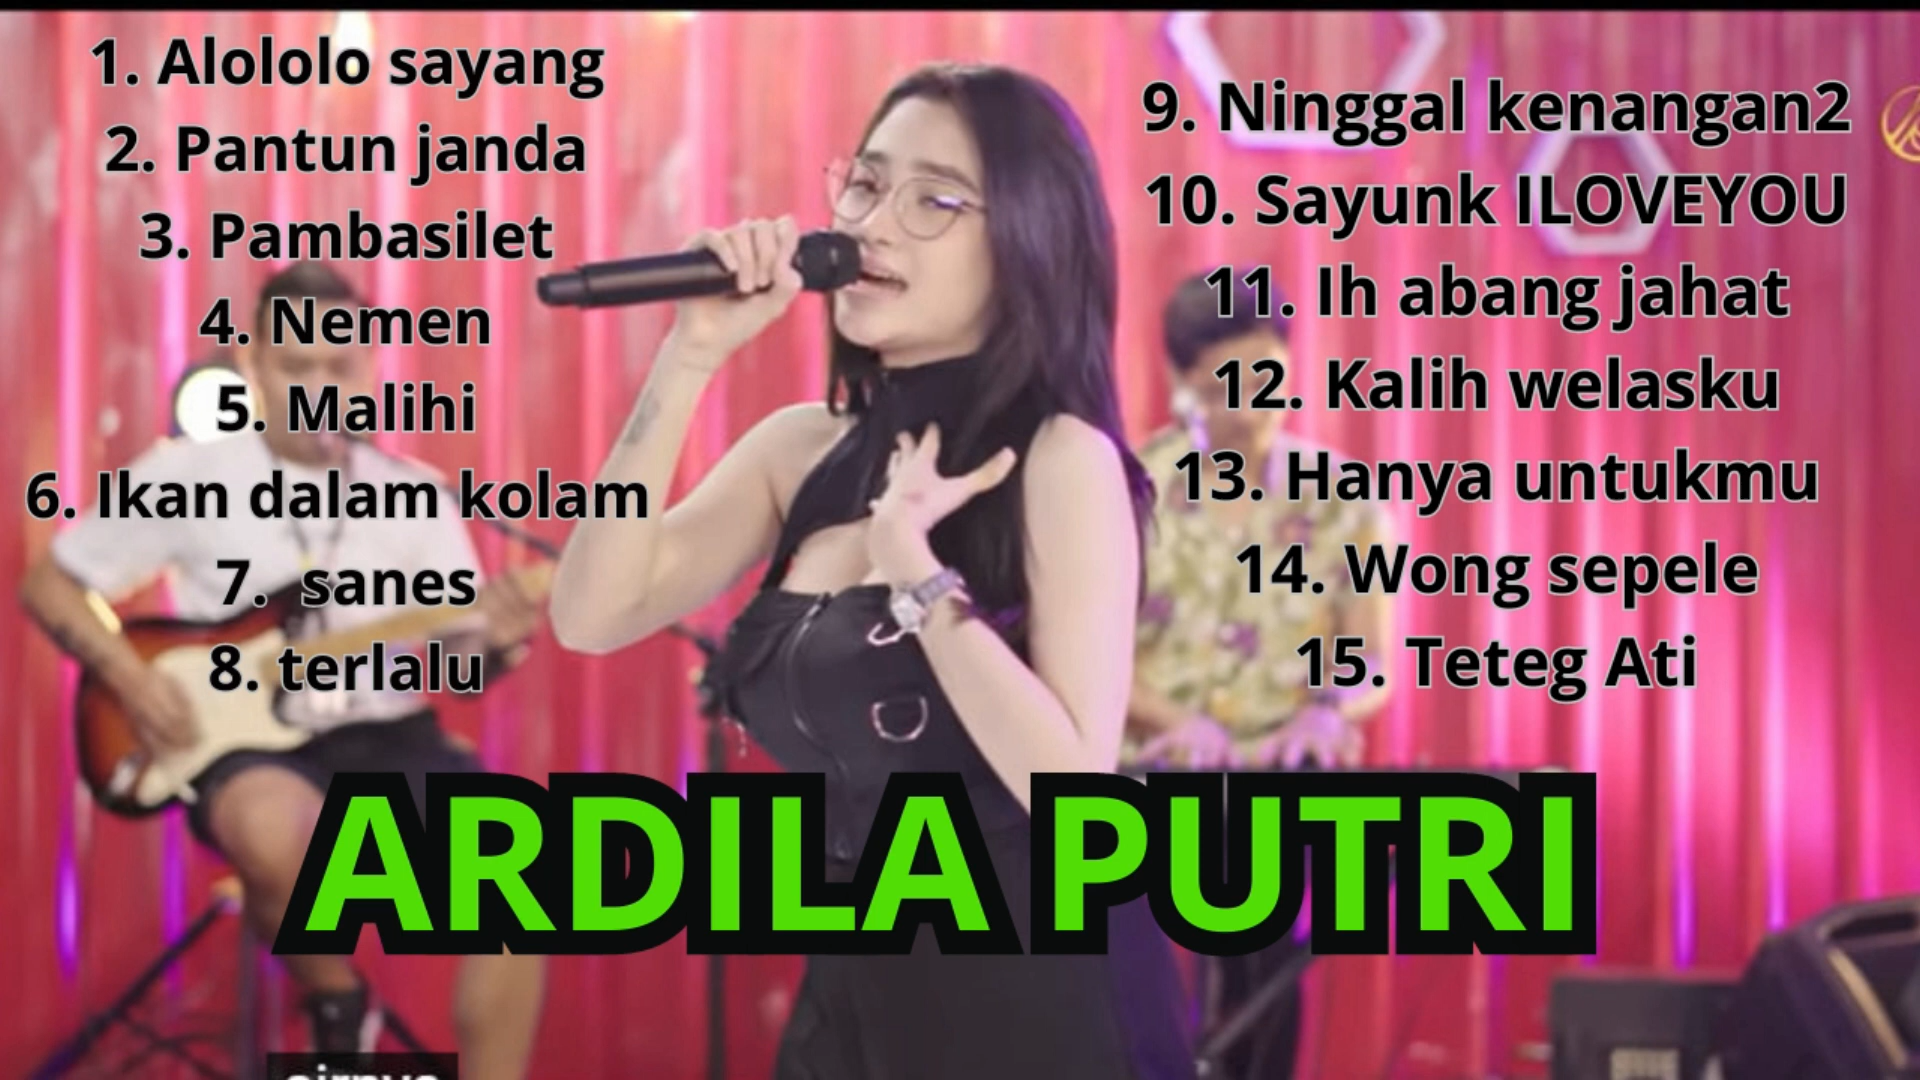 1. Alololo sayang
2. Pantun janda
3. Pambasilet
4. Nemen
5. Malihi
6. Ikan dalam kolam
7. sanes
8. terlalu
9. Ninggal kenangan2
10. Sayunk ILOVEYOU
11. Ih abang jahat
12. Kalih welasku
13. Hanya untukmu
14. Wong sepele
15. Teteg Ati
ARDILA PUTRI